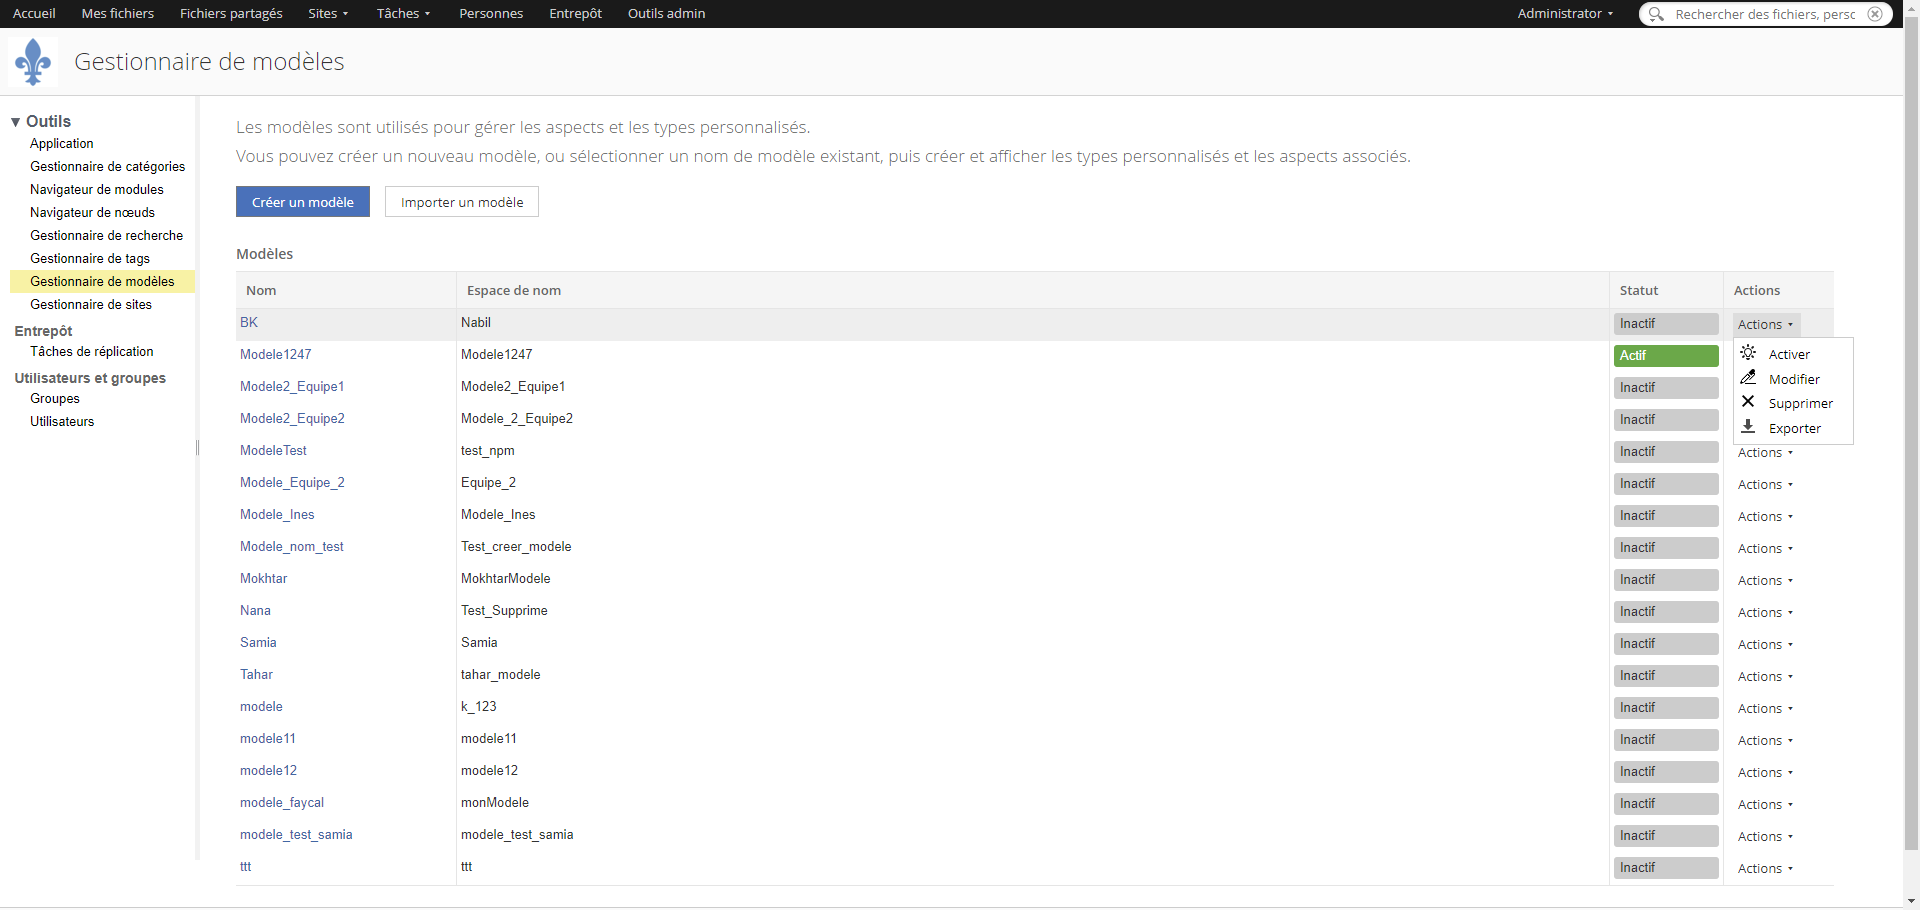 Accueil Mes fichiers Fichiers partagés Sites Tâches Personnes Entrepôt Outils admin Administrator Rechercher des fichiers, persc
Gestionnaire de modèles
Outils
Application
Gestionnaire de catégories
Navigateur de modules
Navigateur de nœuds
Gestionnaire de recherche
Gestionnaire de tags
Gestionnaire de modèles
Gestionnaire de sites
Entrepôt
Tâches de réplication
Utilisateurs et groupes
Groupes
Utilisateurs
Les modèles sont utilisés pour gérer les aspects et les types personnalisés.
Vous pouvez créer un nouveau modèle, ou sélectionner un nom de modèle existant, puis créer et afficher les types personnalisés et les aspects associés.
Créer un modèle Importer un modèle
Modèles
Nom Espace de nom Statut Actions
BK Nabil Inactif Actions
Modele1247 Modele1247 Actif
Modele2_Equipe1 Modele2_Equipe1 Inactif
Modele2_Equipe2 Modele_2_Equipe2 Inactif
Activer
Modifier
Supprimer
Exporter
ModeleTest test_npm Inactif Actions
Modele_Equipe_2 Equipe_2 Inactif Actions
Modele_Ines Modele_Ines Inactif Actions
Modele_nom_test Test_creer_modele Inactif Actions
Mokhtar MokhtarModele Inactif Actions
Nana Test_Supprime Inactif Actions
Samia Samia Inactif Actions
Tahar tahar_modele Inactif Actions
modele k_123 Inactif Actions
modele11 modele11 Inactif Actions
modele12 modele12 Inactif Actions
modele_faycal monModele Inactif Actions
modele_test_samia modele_test_samia Inactif Actions
ttt ttt Inactif Actions